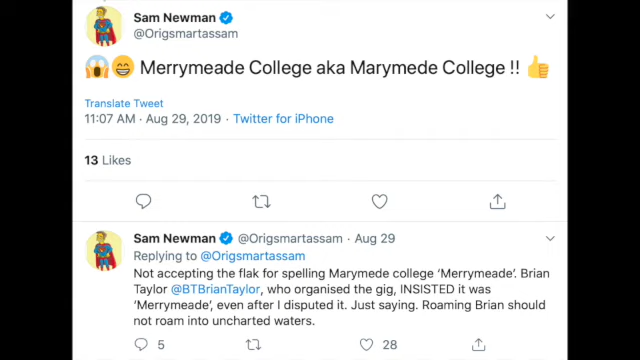 Sam Newman
@Origsmartassam
😱😁 Merrymeade College aka Marymede College !! 👍
Translate Tweet
11:07 AM · Aug 29, 2019 · Twitter for iPhone
13 Likes
Sam Newman @Origsmartassam · Aug 29
Replying to @Origsmartassam
Not accepting the flak for spelling Marymede college ‘Merrymeade’. Brian
Taylor @BTBrianTaylor, who organised the gig, INSISTED it was
‘Merrymeade’, even after I disputed it. Just saying. Roaming Brian should
not roam into uncharted waters.
5 28